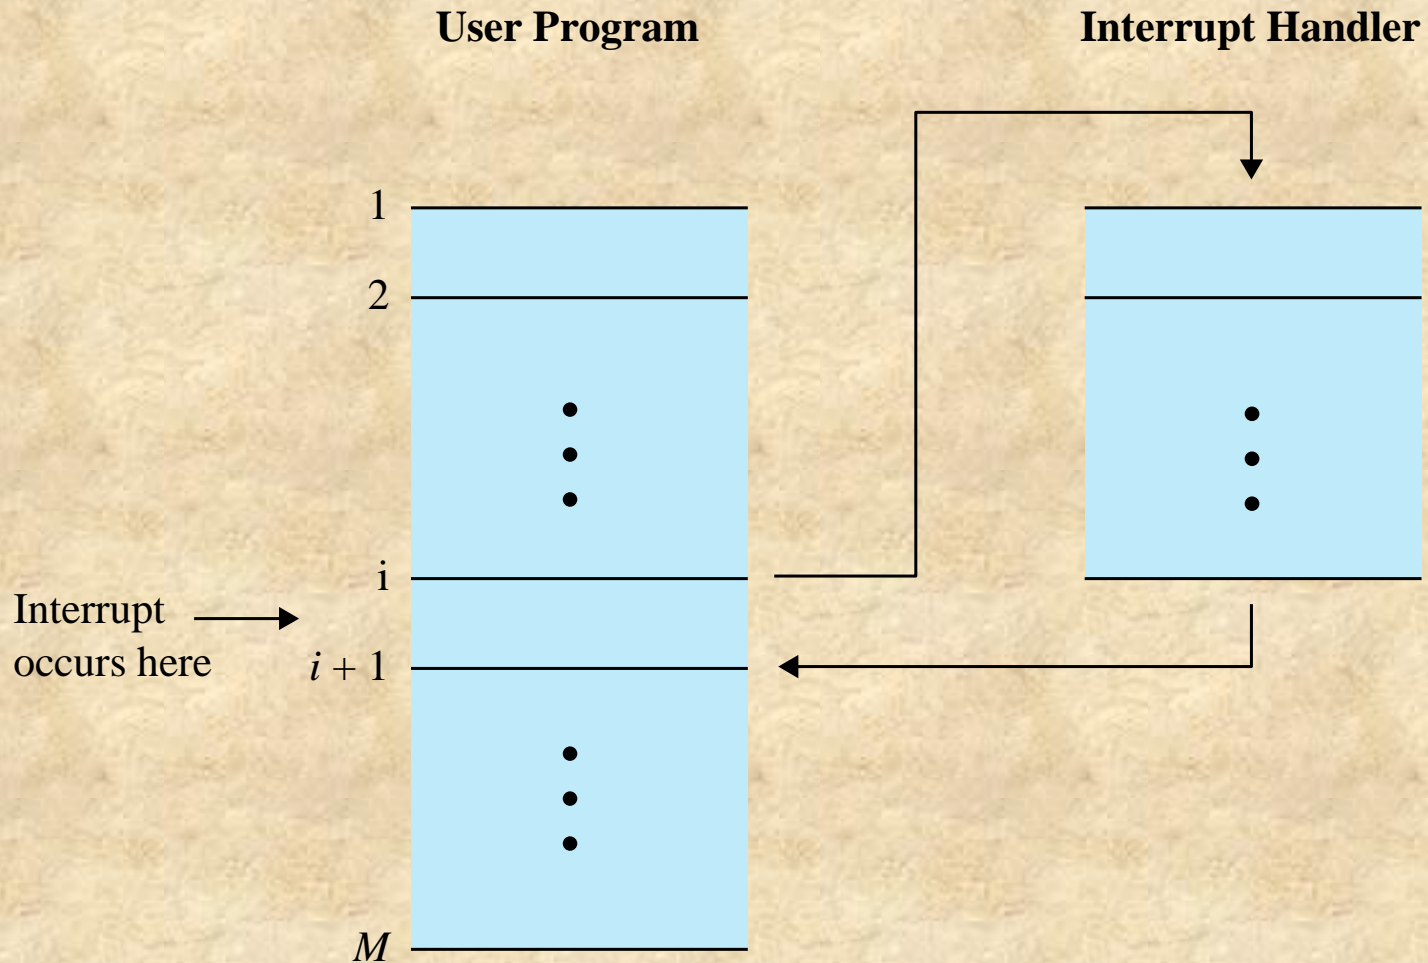 User Program
Interrupt Handler
1
2
i
Interrupt
occurs here
i + 1
M